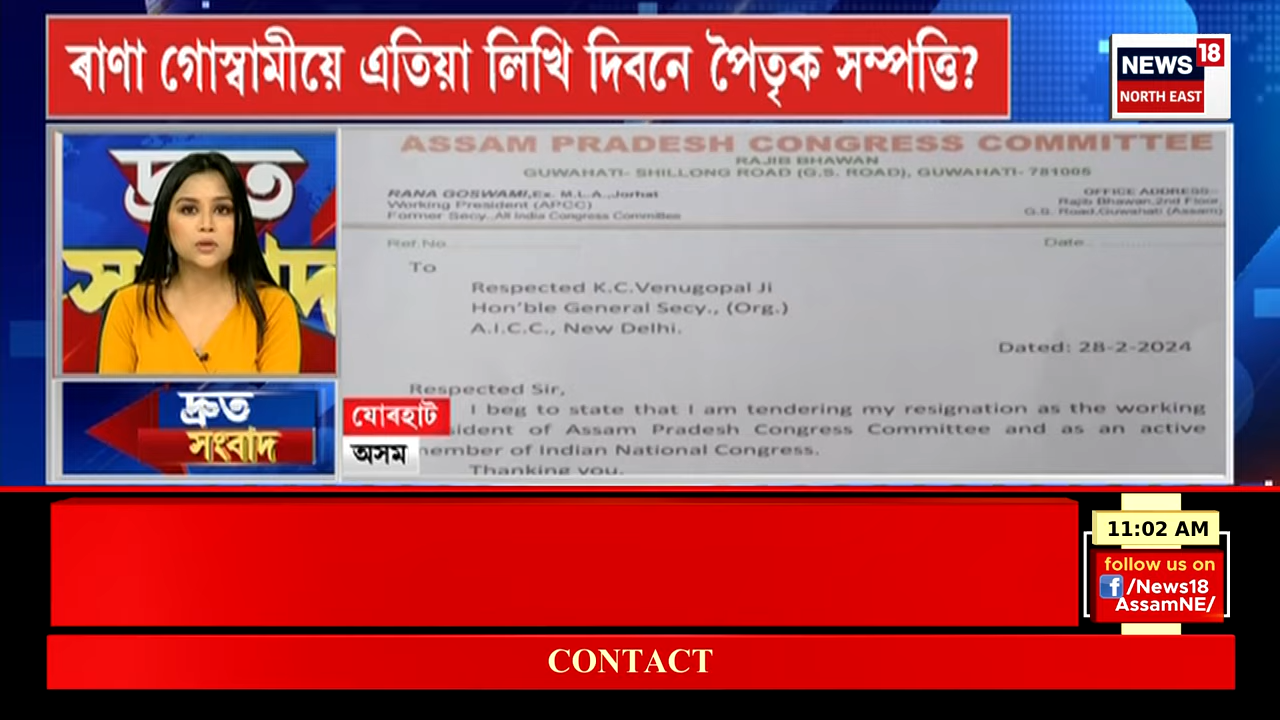 ৰাণা গোস্বামীয়ে এতিয়া লিখি দিবনে পৈতৃক সম্পত্তি?
NEWS 18
NORTH EAST
দ্ৰুত
দ্ৰুত
সংবাদ
ASSAM PRADESH CONGRESS COMMITTEE
RAJIB BHAWAN
GUWAHATI- SHILLONG ROAD (G.S. ROAD), GUWAHATI- 781005
RANA GOSWAMI,Ex. M.L.A.,Jorhat
Working President (APCC)
Former Secy.,All India Congress Committee
OFFICE ADDRESS:-
Rajib Bhawan,2nd Floor,
G.S. Road,Guwahati (Assam)
Ref.No.
Date
To
Respected K.C.Venugopal Ji
Hon'ble General Secy., (Org.)
A.I.C.C., New Delhi.
Dated: 28-2-2024
Respected Sir,
I beg to state that I am tendering my resignation as the working
of Assam Pradesh Congress Committee and as an active
of Indian National Congress.
Thanking you.
যোৰহাট
অসম
11:02 AM
follow us on
/News18
AssamNE/
CONTACT